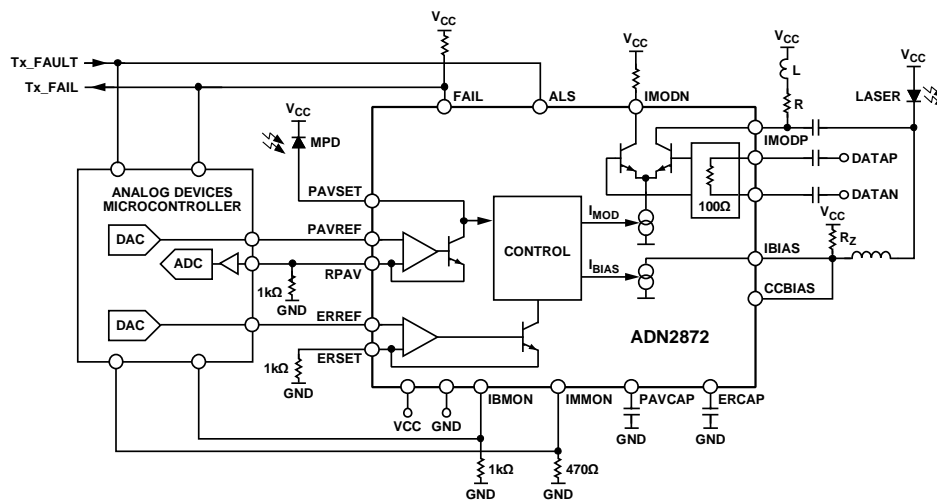 VCC
VCC
VCC
VCC
Tx_FAULT
Tx_FAIL
L
LASER
R
FAIL
ALS
IMODN
VCC
MPD
IMODP
DATAP
ANALOG DEVICES
MICROCONTROLLER
PAVSET
100Ω
DATAN
DAC
PAVREF
IMOD
CONTROL
VCC
RZ
ADC
RPAV
IBIAS
IBIAS
1kΩ
GND
CCBIAS
DAC
ERREF
ADN2872
1kΩ
ERSET
GND
VCC
GND
IBMON
IMMON
PAVCAP
ERCAP
GND
GND
1kΩ
470Ω
GND
GND